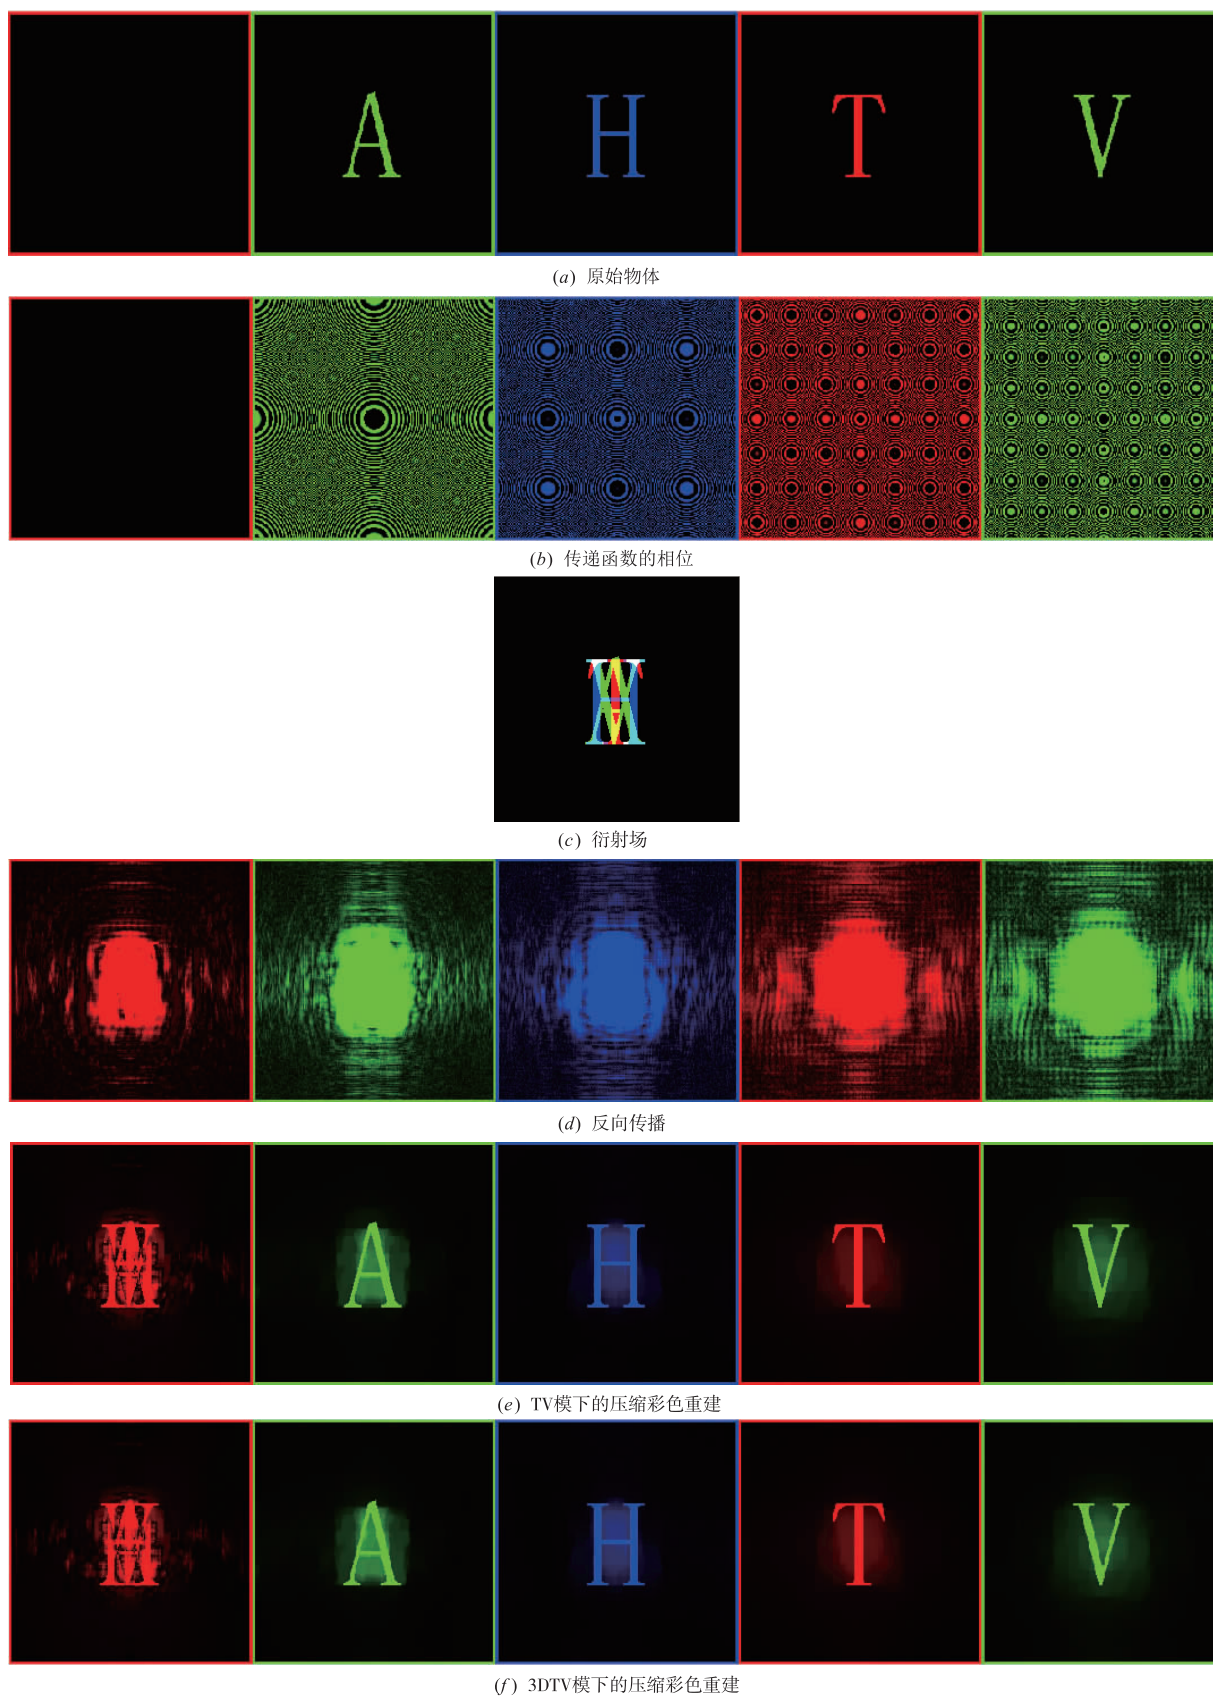 A H T V
(a) 原始物体
(b) 传递函数的相位
(c) 衍射场
(d) 反向传播
A H T V
(e) TV模下的压缩彩色重建
A H T V
(f) 3DTV模下的压缩彩色重建